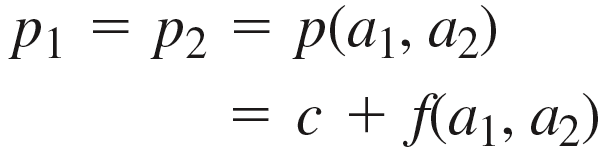 p₁ = p₂ = p(a₁, a₂)
= c + f(a₁, a₂)